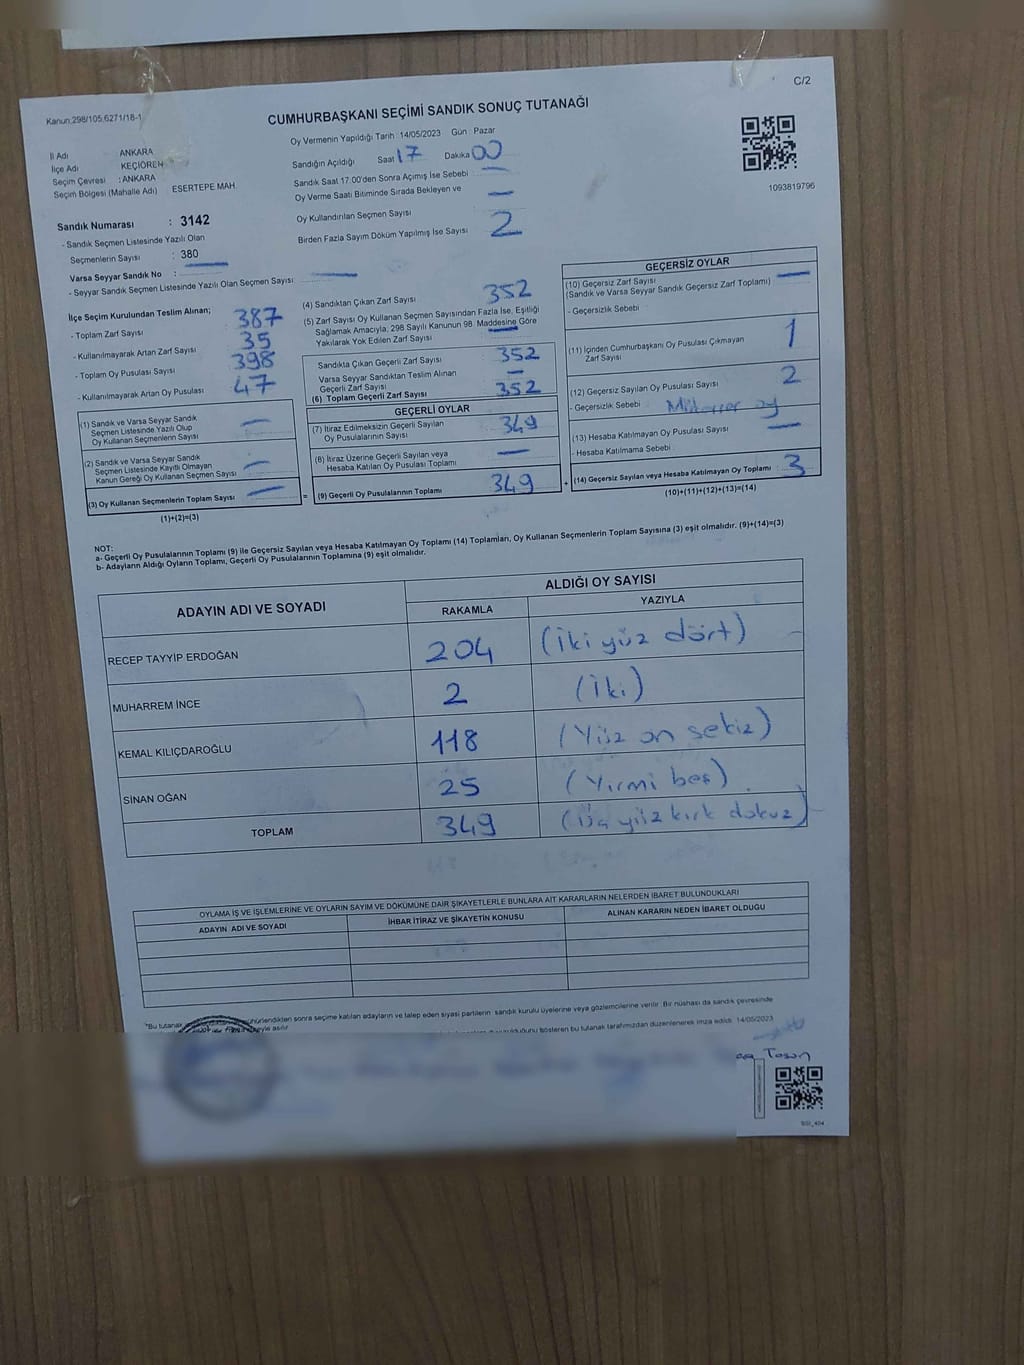 C/2
Kanun:298/105,6271/18-1
CUMHURBAŞKANI SEÇİMİ SANDIK SONUÇ TUTANAĞI
İl Adı ANKARA
İlçe Adı KEÇİÖREN
Seçim Çevresi : ANKARA
Seçim Bölgesi (Mahalle Adı) ESERTEPE MAH.
Oy Vermenin Yapıldığı Tarih :14/05/2023 Gün : Pazar
Sandığın Açıldığı Saat 17 Dakika 00
Sandık Saat 17:00'den Sonra Açımış İse Sebebi —
Oy Verme Saati Bitiminde Sırada Bekleyen ve
Oy Kullandırılan Seçmen Sayısı —
Birden Fazla Sayım Döküm Yapılmış İse Sayısı 2
1093819796
Sandık Numarası : 3142
- Sandık Seçmen Listesinde Yazılı Olan
Seçmenlerin Sayısı : 380
Varsa Seyyar Sandık No : —
- Seyyar Sandık Seçmen Listesinde Yazılı Olan Seçmen Sayısı —
İlçe Seçim Kurulundan Teslim Alınan;
- Toplam Zarf Sayısı 387
- Kullanılmayarak Artan Zarf Sayısı 35
- Toplam Oy Pusulası Sayısı 398
- Kullanılmayarak Artan Oy Pusulası 47
(1) Sandık ve Varsa Seyyar Sandık
Seçmen Listesinde Yazılı Olup
Oy Kullanan Seçmenlerin Sayısı —
(2) Sandık ve Varsa Seyyar Sandık
Seçmen Listesinde Kayıtlı Olmayan
Kanun Gereği Oy Kullanan Seçmen Sayısı —
(3) Oy Kullanan Seçmenlerin Toplam Sayısı —
(1)+(2)=(3)
(4) Sandıktan Çıkan Zarf Sayısı 352
(5) Zarf Sayısı Oy Kullanan Seçmen Sayısından Fazla İse, Eşitliği
Sağlamak Amacıyla; 298 Sayılı Kanunun 98. Maddesine Göre
Yakılarak Yok Edilen Zarf Sayısı —
Sandıkta Çıkan Geçerli Zarf Sayısı 352
Varsa Seyyar Sandıktan Teslim Alınan
Geçerli Zarf Sayısı —
(6) Toplam Geçerli Zarf Sayısı 352
GEÇERLİ OYLAR
(7) İtiraz Edilmeksizin Geçerli Sayılan
Oy Pusulalarının Sayısı 349
(8) İtiraz Üzerine Geçerli Sayılan veya
Hesaba Katılan Oy Pusulası Toplamı —
= (9) Geçerli Oy Pusulalarının Toplamı 349
GEÇERSİZ OYLAR
(10) Geçersiz Zarf Sayısı
(Sandık ve Varsa Seyyar Sandık Geçersiz Zarf Toplamı) —
- Geçersizlik Sebebi
(11) İçinden Cumhurbaşkanı Oy Pusulası Çıkmayan
Zarf Sayısı 1
(12) Geçersiz Sayılan Oy Pusulası Sayısı 2
- Geçersizlik Sebebi oy
(13) Hesaba Katılmayan Oy Pusulası Sayısı —
- Hesaba Katılmama Sebebi
+ (14) Geçersiz Sayılan veya Hesaba Katılmayan Oy Toplamı 3
(10)+(11)+(12)+(13)=(14)
NOT:
a- Geçerli Oy Pusulalarının Toplamı (9) ile Geçersiz Sayılan veya Hesaba Katılmayan Oy Toplamı (14) Toplamları, Oy Kullanan Seçmenlerin Toplam Sayısına (3) eşit olmalıdır. (9)+(14)=(3)
b- Adayların Aldığı Oyların Toplamı, Geçerli Oy Pusulalarının Toplamına (9) eşit olmalıdır.
ADAYIN ADI VE SOYADI ALDIĞI OY SAYISI
RAKAMLA YAZIYLA
RECEP TAYYİP ERDOĞAN 204 (İki yüz dört)
MUHARREM İNCE 2 (İki)
KEMAL KILIÇDAROĞLU 118 (Yüz on sekiz)
SİNAN OĞAN 25 (Yirmi beş)
TOPLAM 349 (üç yüz kırk dokuz)
OYLAMA İŞ VE İŞLEMLERİNE VE OYLARIN SAYIM VE DÖKÜMÜNE DAİR ŞİKAYETLERLE BUNLARA AİT KARARLARIN NELERDEN İBARET BULUNDUKLARI
ADAYIN ADI VE SOYADI İHBAR İTİRAZ VE ŞİKAYETİN KONUSU ALINAN KARARIN NEDEN İBARET OLDUĞU
*Bu tutanak sonra seçime katılan adayların ve talep eden siyasi partilerin sandık kurulu üyelerine veya gözlemcilerine verilir. Bir nüshası da sandık çevresinde
gösteren bu tutanak tarafımızdan düzenlenerek imza edildi. 14/05/2023